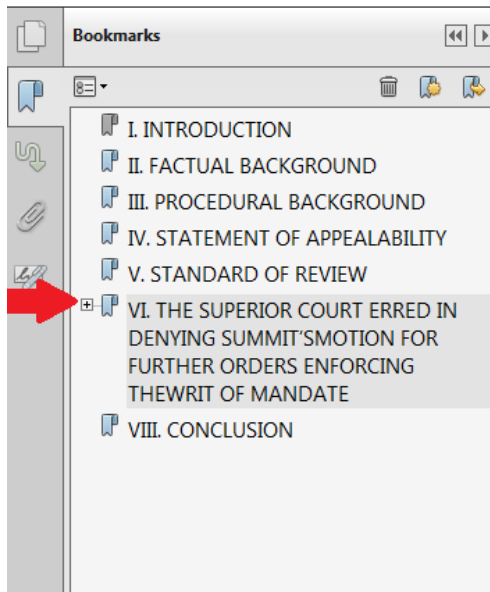 Bookmarks
I. INTRODUCTION
II. FACTUAL BACKGROUND
III. PROCEDURAL BACKGROUND
IV. STATEMENT OF APPEALABILITY
V. STANDARD OF REVIEW
VI. THE SUPERIOR COURT ERRED IN
DENYING SUMMIT'SMOTION FOR
FURTHER ORDERS ENFORCING
THEWRIT OF MANDATE
VIII. CONCLUSION